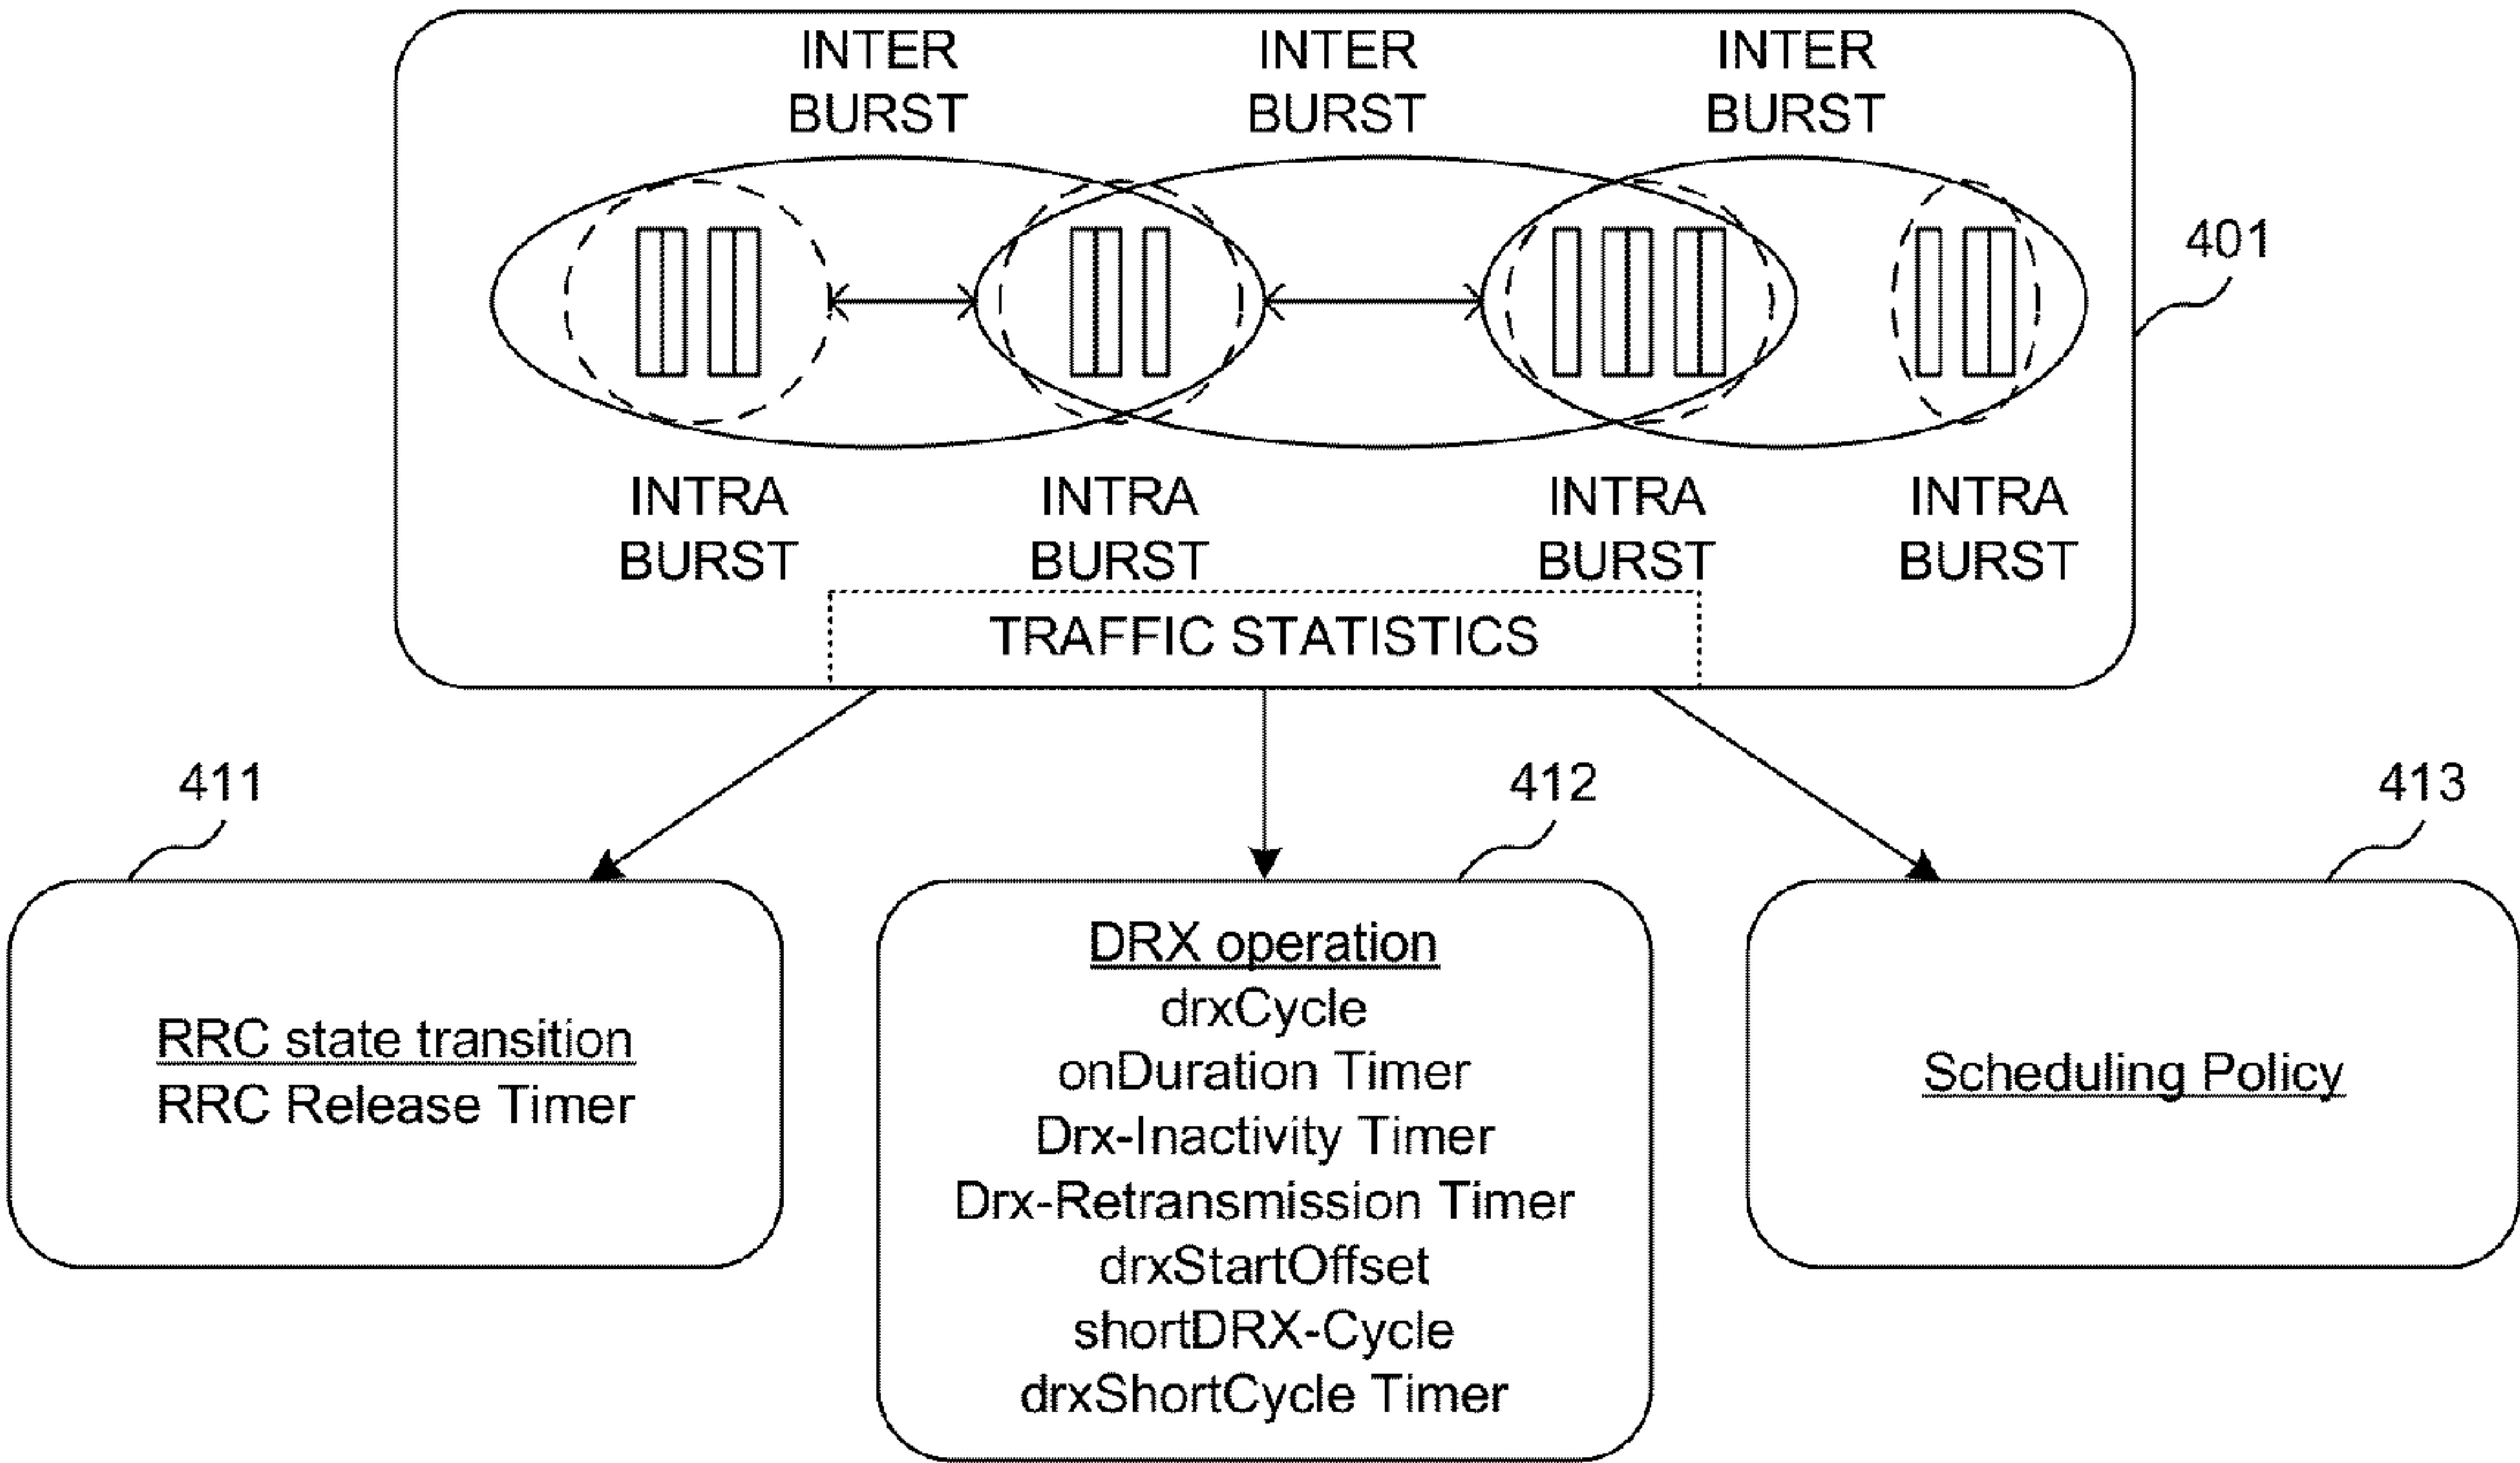 INTER BURST
INTER BURST
INTER BURST
401
INTRA BURST
INTRA BURST
INTRA BURST
INTRA BURST
TRAFFIC STATISTICS
411
RRC state transition
RRC Release Timer
412
DRX operation
drxCycle
onDuration Timer
Drx-Inactivity Timer
Drx-Retransmission Timer
drxStartOffset
shortDRX-Cycle
drxShortCycle Timer
413
Scheduling Policy